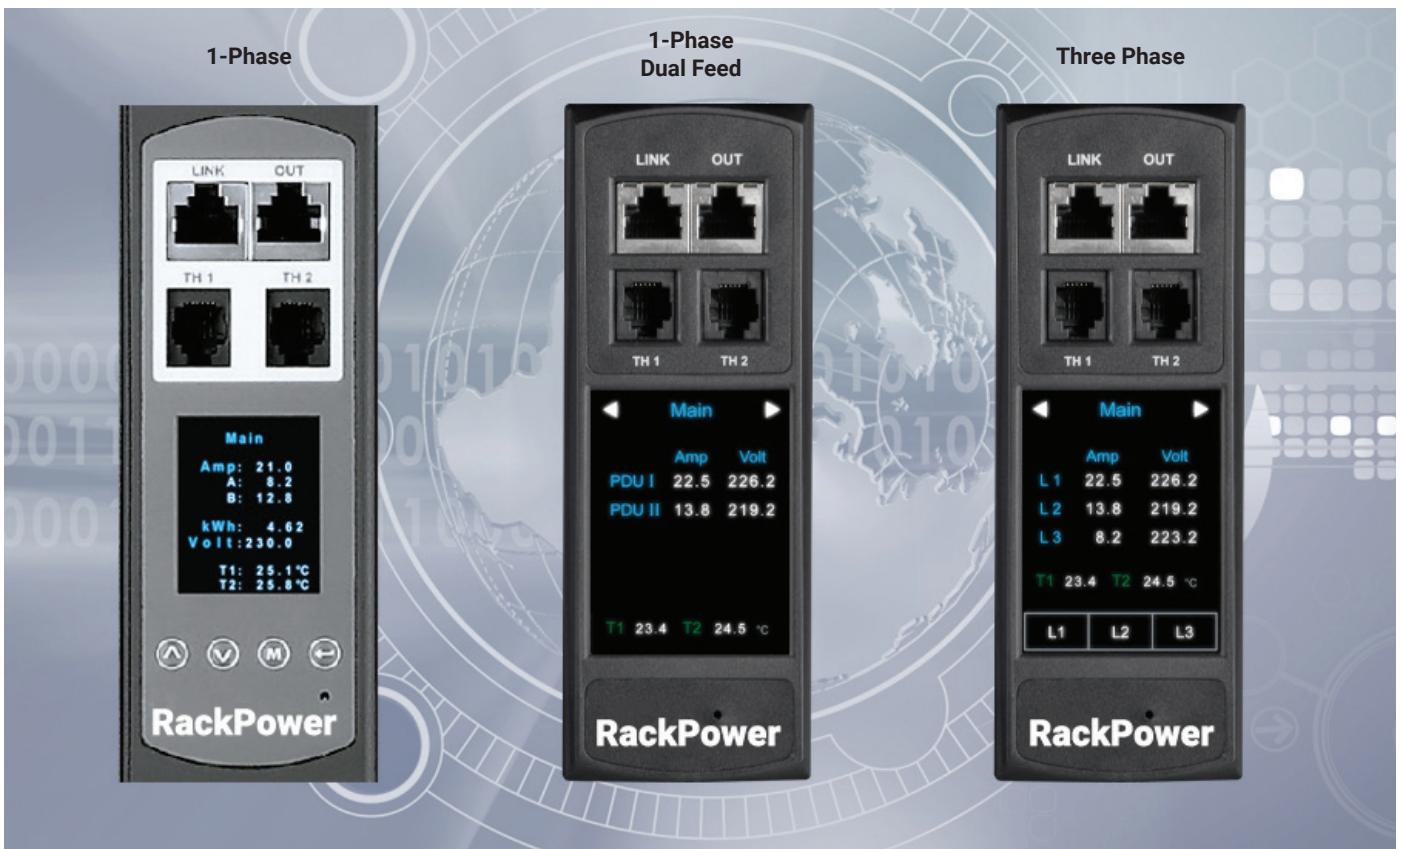 1-Phase
LINK OUT
TH 1 TH 2
Main
Amp: 21.0
A: 8.2
B: 12.8
kWh: 4.62
Volt:230.0
T1: 25.1°C
T2: 25.8°C
M
RackPower
1-Phase
Dual Feed
LINK OUT
TH 1 TH 2
Main
Amp Volt
PDU I 22.5 226.2
PDU II 13.8 219.2
T1 23.4 T2 24.5 °C
RackPower
Three Phase
LINK OUT
TH 1 TH 2
Main
Amp Volt
L 1 22.5 226.2
L 2 13.8 219.2
L 3 8.2 223.2
T1 23.4 T2 24.5 °C
L1 L2 L3
RackPower